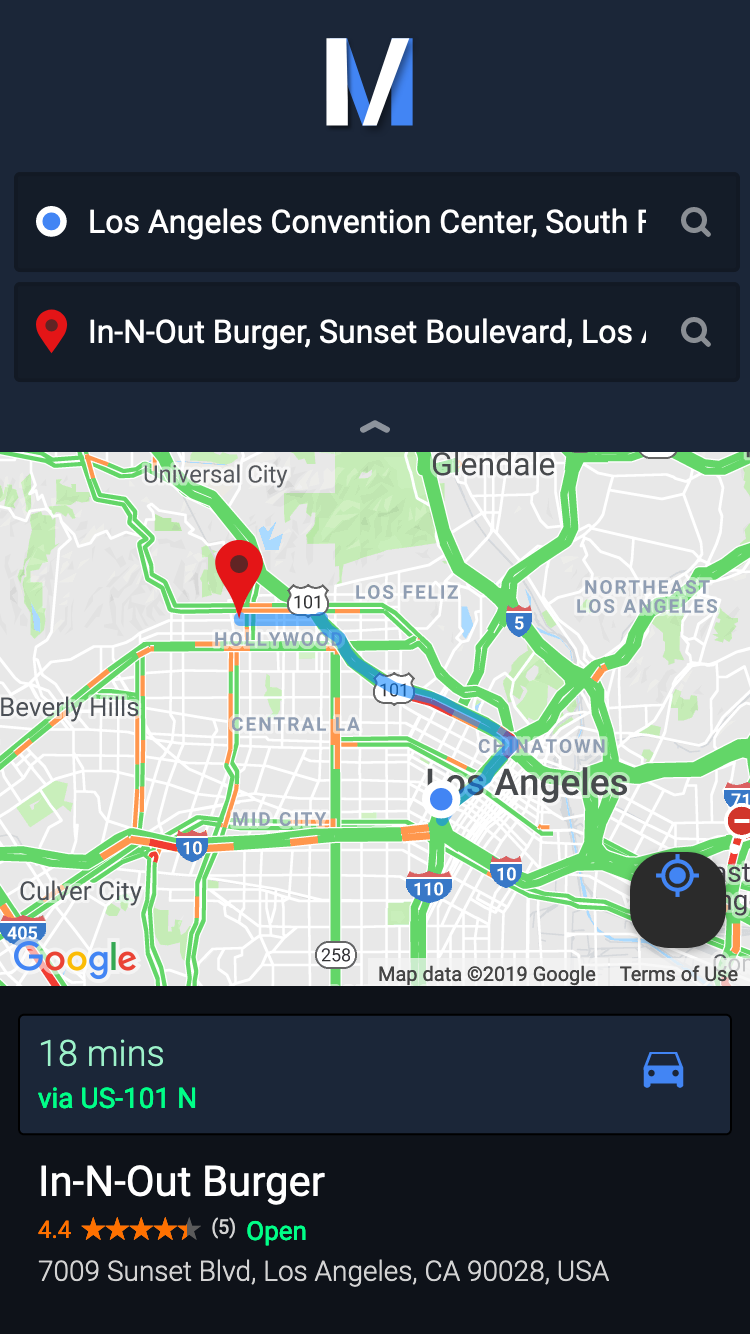 M
Los Angeles Convention Center, South
In-N-Out Burger, Sunset Boulevard, Los
Universal City
Glendale
101
LOS FELIZ
NORTHEAST
LOS ANGELES
5
HOLLYWOOD
101
Beverly Hills
CENTRAL LA
CHINATOWN
Los Angeles
MID CITY
71
10
10
110
Culver City
405
258
Google
Map data ©2019 Google
Terms of Use
18 mins
via US-101 N
In-N-Out Burger
4.4 (5) Open
7009 Sunset Blvd, Los Angeles, CA 90028, USA